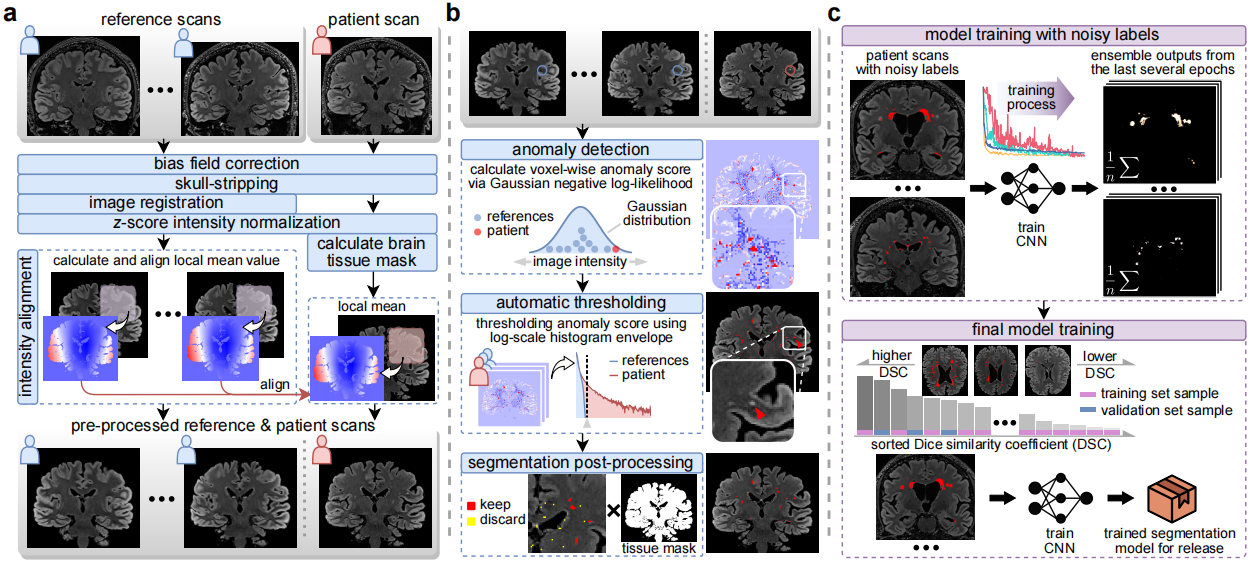 a
reference scans
patient scan
bias field correction
skull-stripping
image registration
z-score intensity normalization
calculate brain
tissue mask
intensity alignment
calculate and align local mean value
local mean
align
pre-processed reference & patient scans
b
anomaly detection
calculate voxel-wise anomaly score
via Gaussian negative log-likelihood
references
patient
Gaussian
distribution
image intensity
automatic thresholding
thresholding anomaly score using
log-scale histogram envelope
references
patient
segmentation post-processing
keep
discard
tissue mask
c
model training with noisy labels
patient scans
with noisy labels
training
process
ensemble outputs from
the last several epochs
1
n
∑
train
CNN
1
n
∑
final model training
higher
DSC
lower
DSC
training set sample
validation set sample
sorted Dice similarity coefficient (DSC)
train
CNN
trained segmentation
model for release